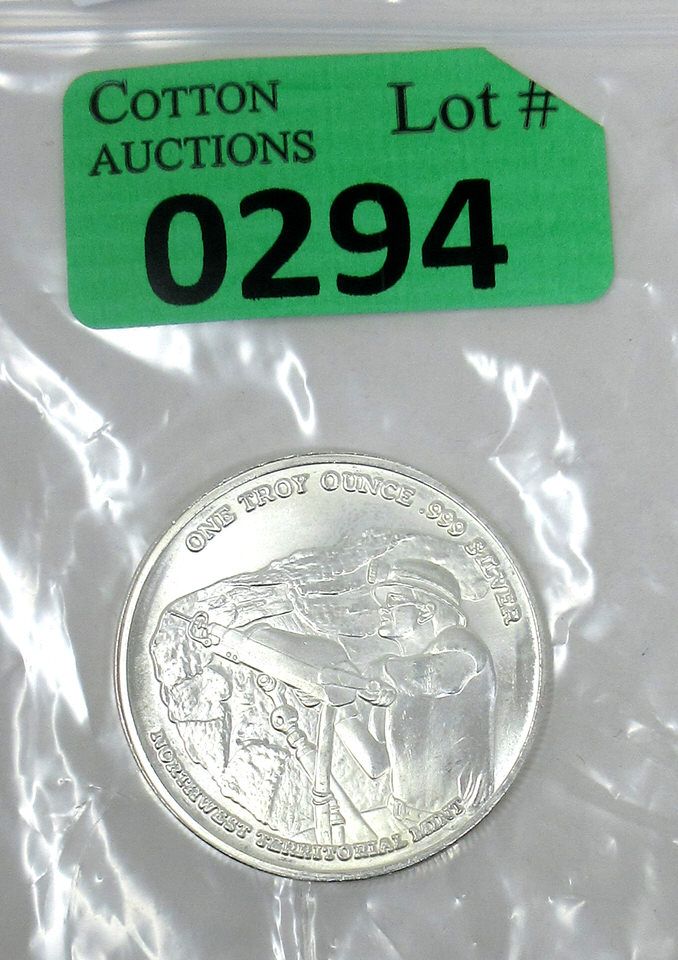 COTTON
AUCTIONS
Lot #
0294
ONE TROY OUNCE .999 SILVER
NORTHWEST TERRITORIAL MINT